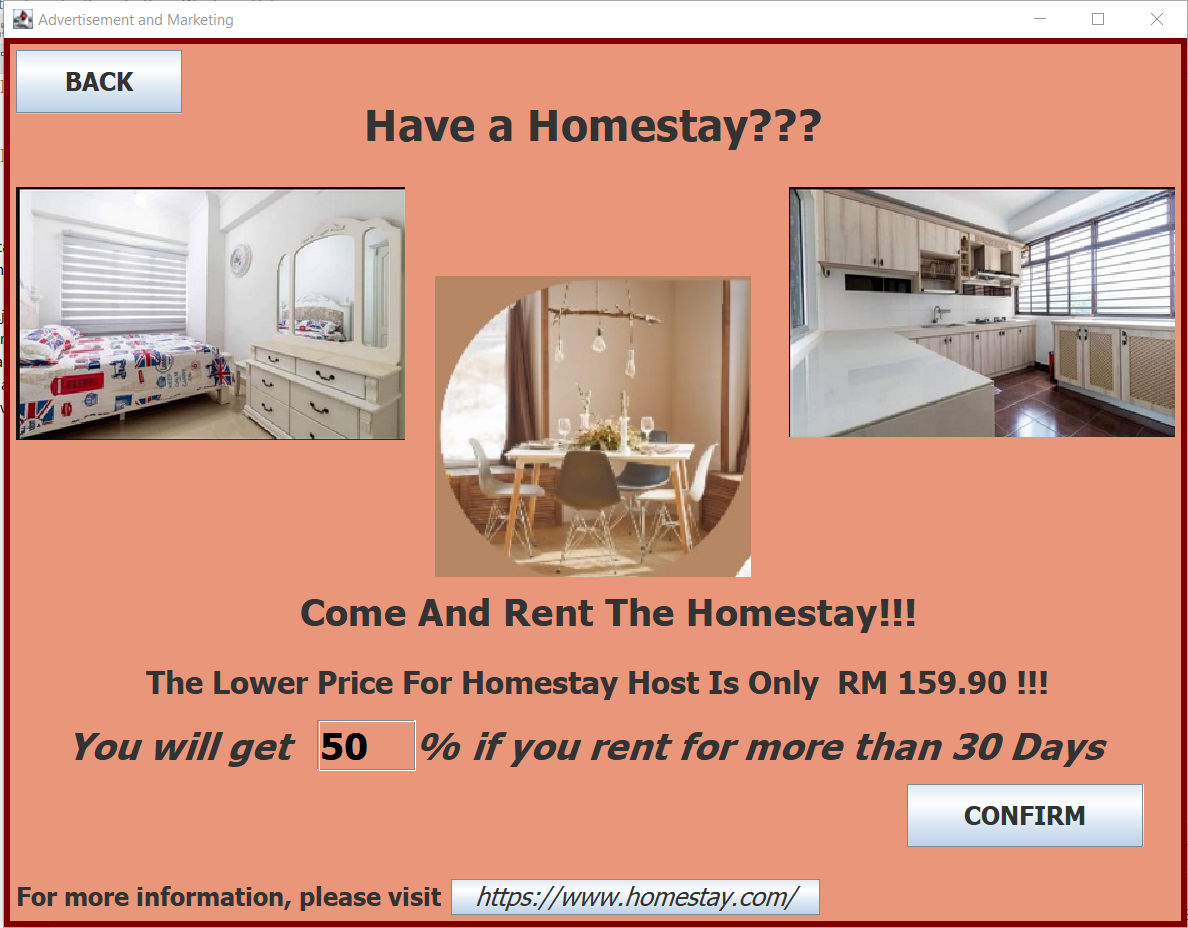 Advertisement and Marketing
BACK
Have a Homestay???
Come And Rent The Homestay!!!
The Lower Price For Homestay Host Is Only  RM 159.90 !!!
You will get 50 % if you rent for more than 30 Days
CONFIRM
For more information, please visit https://www.homestay.com/